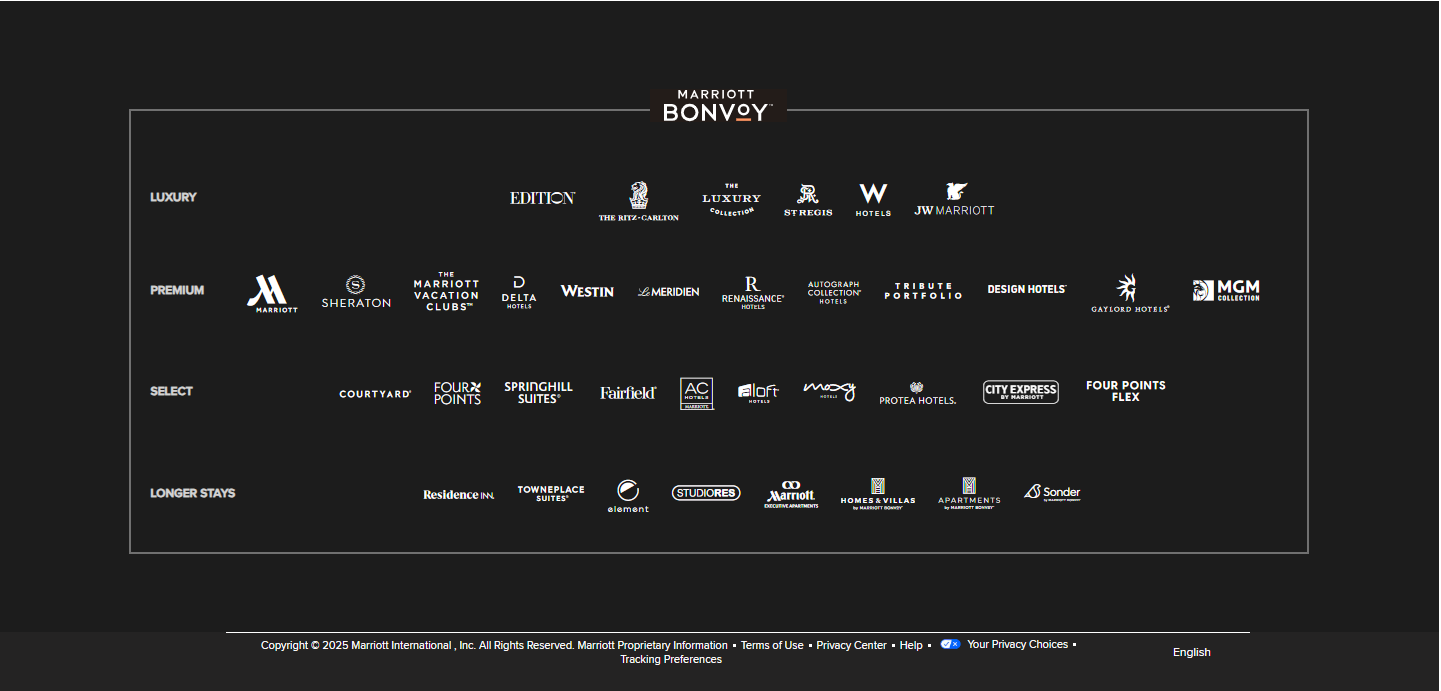 MARRIOTT
BONVOY™
LUXURY
EDITION
THE RITZ-CARLTON
THE
LUXURY
COLLECTION
ST REGIS
W
HOTELS
JW MARRIOTT
PREMIUM
MARRIOTT
S
SHERATON
THE
MARRIOTT
VACATION
CLUBS™
D
DELTA
HOTELS
WESTIN
Le MERIDIEN
R
RENAISSANCE®
HOTELS
AUTOGRAPH
COLLECTION®
HOTELS
TRIBUTE
PORTFOLIO
DESIGN HOTELS™
GAYLORD HOTELS®
MGM
COLLECTION
SELECT
COURTYARD®
FOUR
POINTS
SPRINGHILL
SUITES®
Fairfield®
AC
HOTELS
MARRIOTT
aloft
HOTELS
moxy
HOTELS
PROTEA HOTELS.
CITY EXPRESS
BY MARRIOTT
FOUR POINTS
FLEX
LONGER STAYS
Residence INN.
TOWNEPLACE
SUITES®
element
STUDIORES
Marriott.
EXECUTIVE APARTMENTS
HOMES & VILLAS
by MARRIOTT BONVOY
APARTMENTS
by MARRIOTT BONVOY
Sonder
by MARRIOTT BONVOY
Copyright © 2025 Marriott International , Inc. All Rights Reserved. Marriott Proprietary Information ▪ Terms of Use ▪ Privacy Center ▪ Help ▪ Your Privacy Choices ▪
Tracking Preferences
English